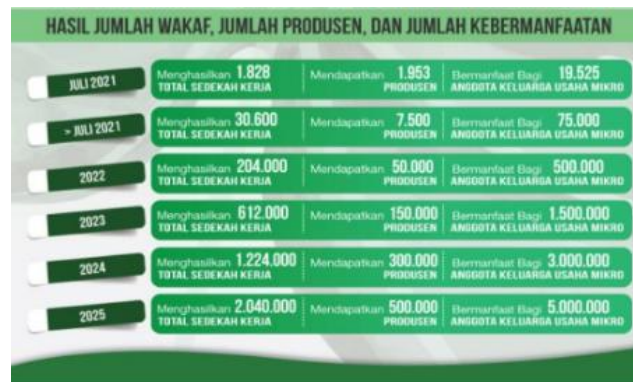 HASIL JUMLAH WAKAF, JUMLAH PRODUSEN, DAN JUMLAH KEBERMANFAATAN
JULI 2021
Menghasilkan 1.828 TOTAL SEDEKAH KERJA
Mendapatkan 1.953 PRODUSEN
Bermanfaat Bagi 19.525 ANGGOTA KELUARGA USAHA MIKRO
> JULI 2021
Menghasilkan 30.600 TOTAL SEDEKAH KERJA
Mendapatkan 7.500 PRODUSEN
Bermanfaat Bagi 75.000 ANGGOTA KELUARGA USAHA MIKRO
2022
Menghasilkan 204.000 TOTAL SEDEKAH KERJA
Mendapatkan 50.000 PRODUSEN
Bermanfaat Bagi 500.000 ANGGOTA KELUARGA USAHA MIKRO
2023
Menghasilkan 612.000 TOTAL SEDEKAH KERJA
Mendapatkan 150.000 PRODUSEN
Bermanfaat Bagi 1.500.000 ANGGOTA KELUARGA USAHA MIKRO
2024
Menghasilkan 1.224.000 TOTAL SEDEKAH KERJA
Mendapatkan 300.000 PRODUSEN
Bermanfaat Bagi 3.000.000 ANGGOTA KELUARGA USAHA MIKRO
2025
Menghasilkan 2.040.000 TOTAL SEDEKAH KERJA
Mendapatkan 500.000 PRODUSEN
Bermanfaat Bagi 5.000.000 ANGGOTA KELUARGA USAHA MIKRO